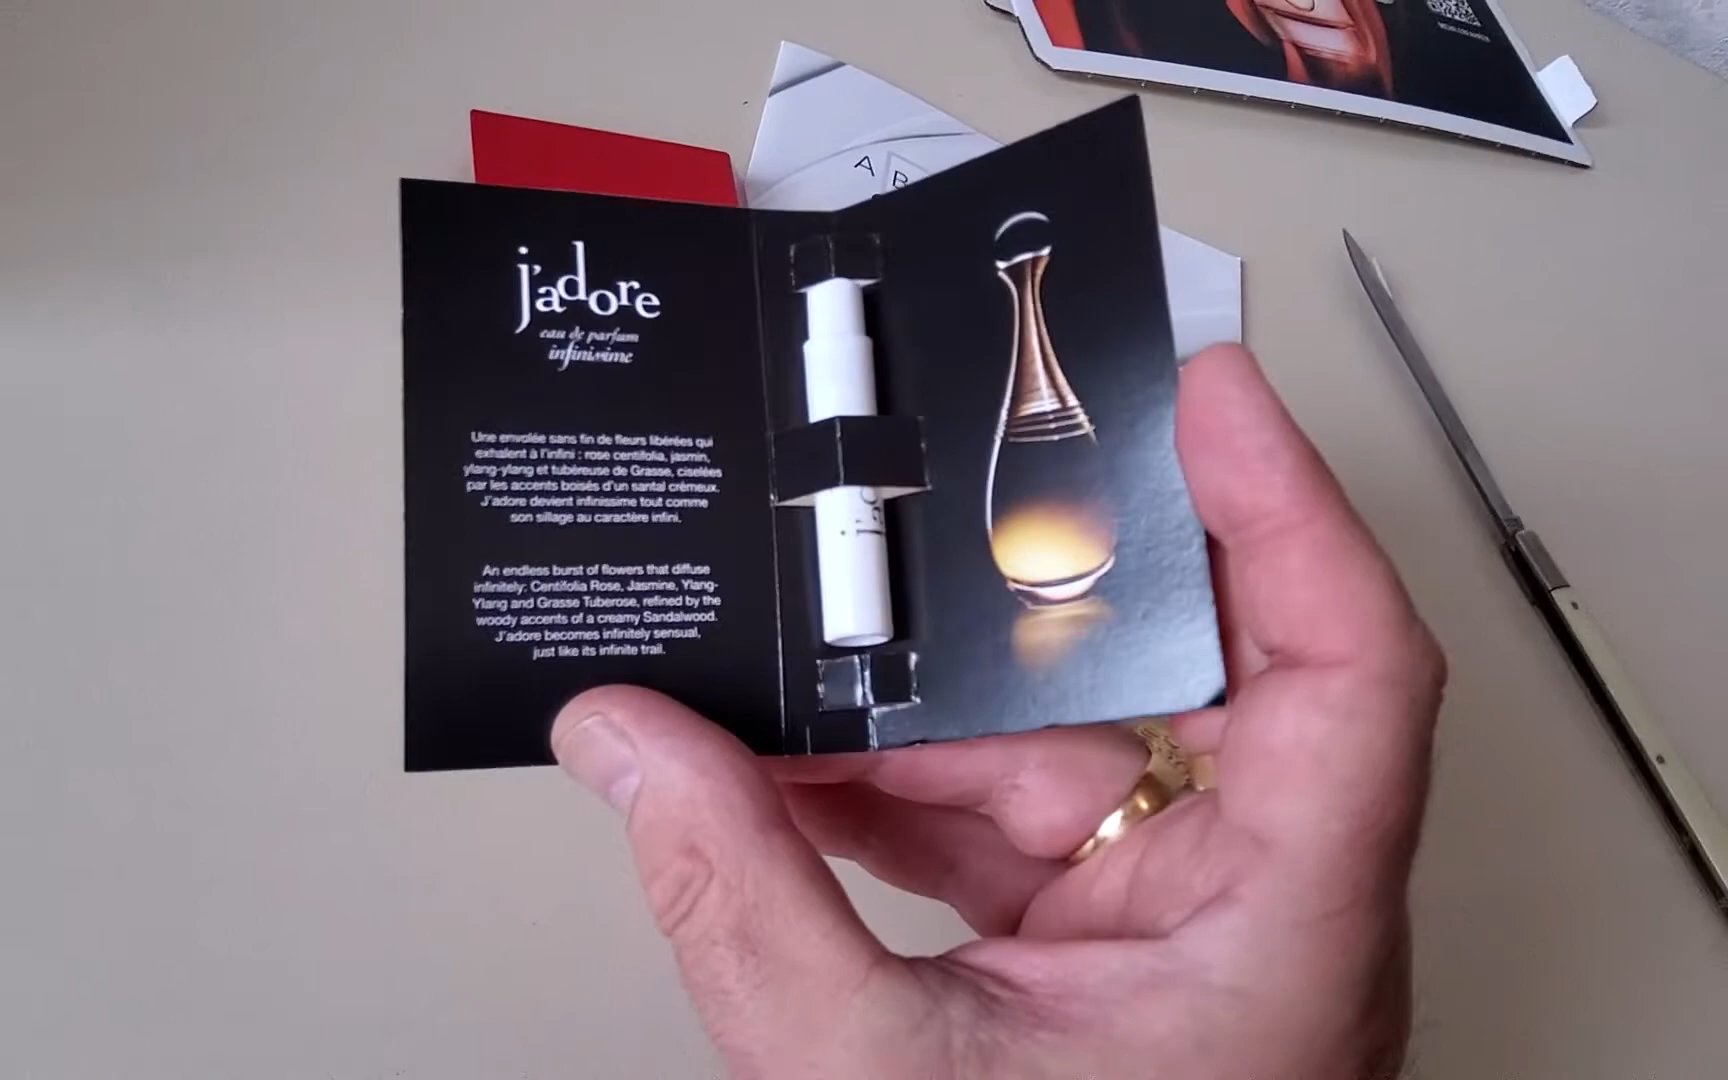 A
B
j'adore
eau de parfum
infinissime
Une envolée sans fin de fleurs libérées qui
exhalent à l'infini : rose centifolia, jasmin,
ylang-ylang et tubéreuse de Grasse, ciselées
par les accents boisés d'un santal crémeux.
J'adore devient infinissime tout comme
son sillage au caractère infini.
An endless burst of flowers that diffuse
infinitely: Centifolia Rose, Jasmine, Ylang-
Ylang and Grasse Tuberose, refined by the
woody accents of a creamy Sandalwood.
J'adore becomes infinitely sensual,
just like its infinite trail.